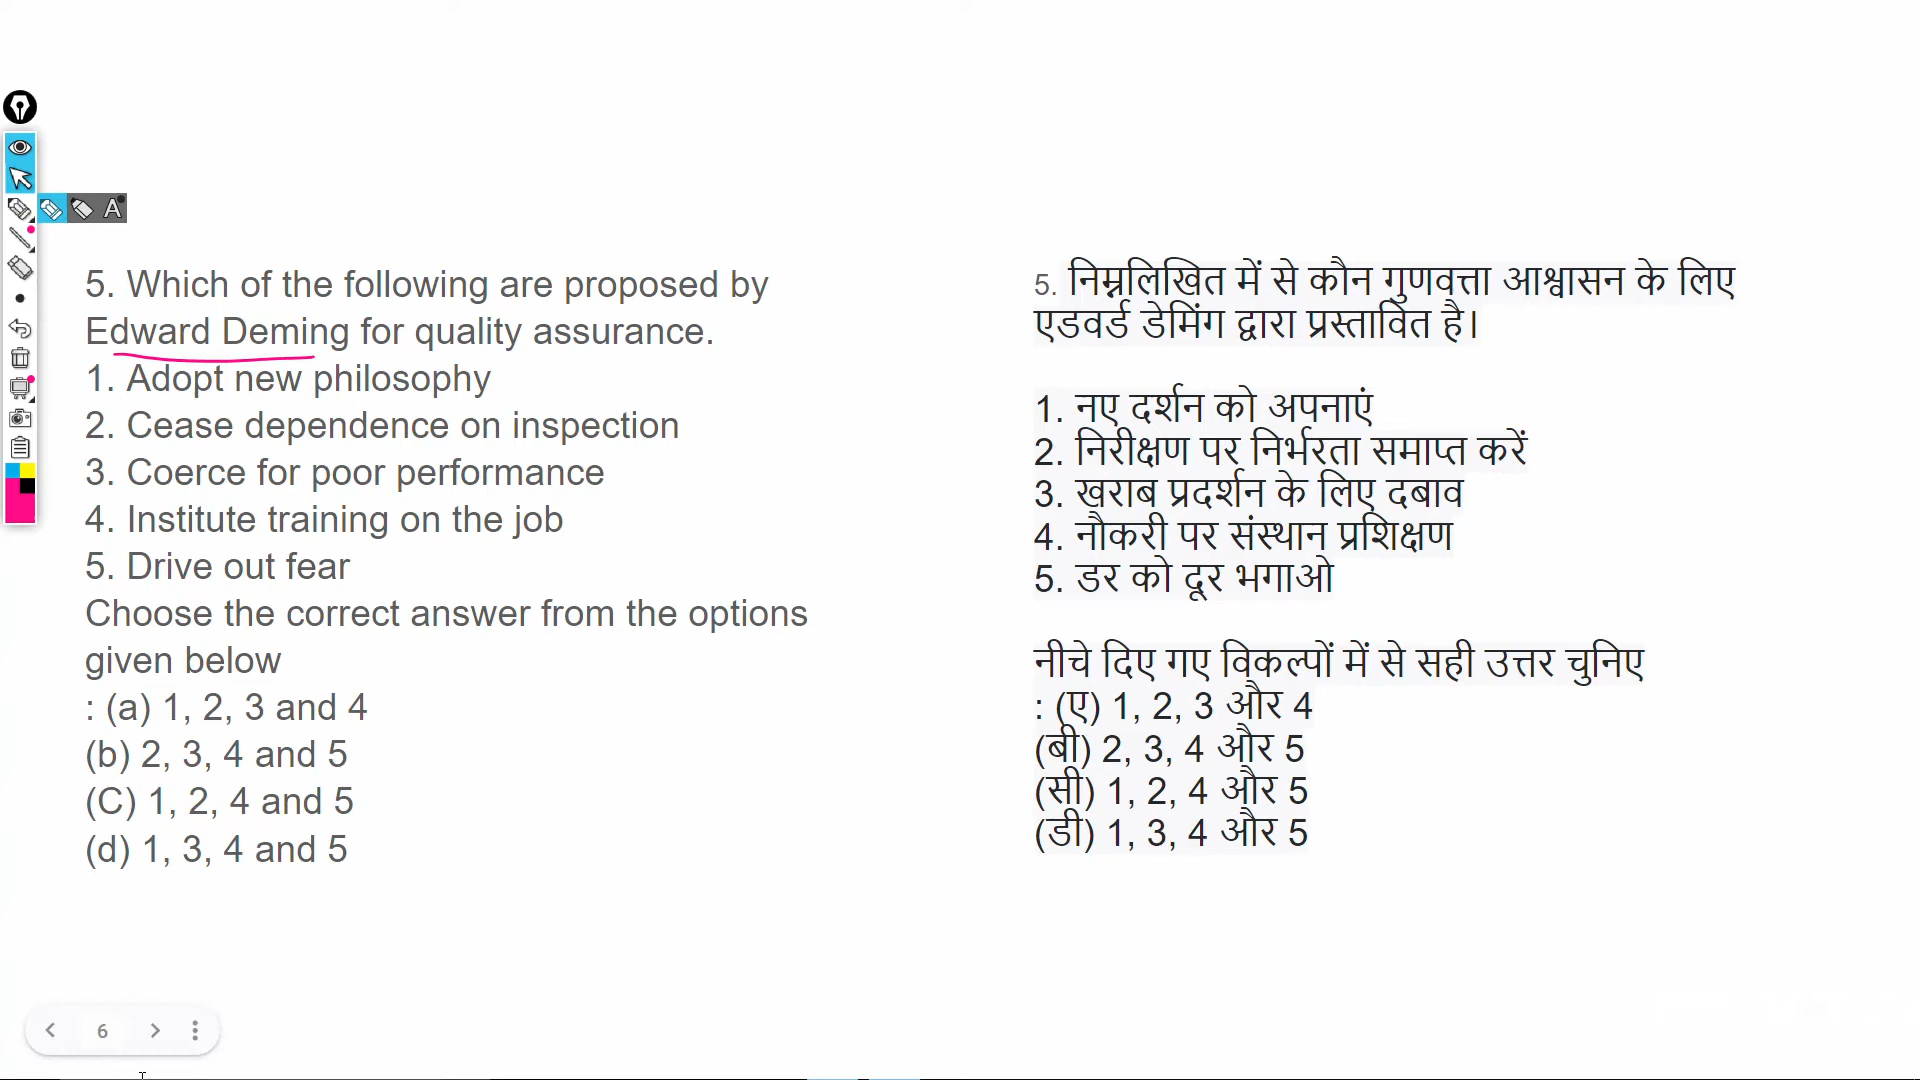 A
5. Which of the following are proposed by
Edward Deming for quality assurance.
1. Adopt new philosophy
2. Cease dependence on inspection
3. Coerce for poor performance
4. Institute training on the job
5. Drive out fear
Choose the correct answer from the options
given below
: (a) 1, 2, 3 and 4
(b) 2, 3, 4 and 5
(C) 1, 2, 4 and 5
(d) 1, 3, 4 and 5
5. निम्नलिखित में से कौन गुणवत्ता आश्वासन के लिए
एडवर्ड डेमिंग द्वारा प्रस्तावित है।
1. नए दर्शन को अपनाएं
2. निरीक्षण पर निर्भरता समाप्त करें
3. खराब प्रदर्शन के लिए दबाव
4. नौकरी पर संस्थान प्रशिक्षण
5. डर को दूर भगाओ
नीचे दिए गए विकल्पों में से सही उत्तर चुनिए
: (ए) 1, 2, 3 और 4
(बी) 2, 3, 4 और 5
(सी) 1, 2, 4 और 5
(डी) 1, 3, 4 और 5
6